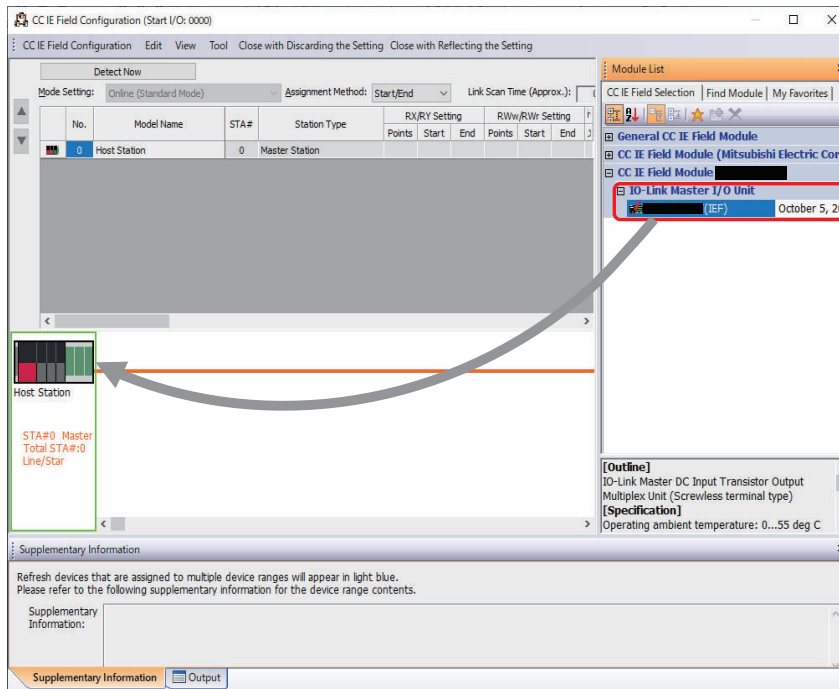 CC IE Field Configuration (Start I/O: 0000)
CC IE Field Configuration Edit View Tool Close with Discarding the Setting Close with Reflecting the Setting
Detect Now
Mode Setting: Online (Standard Mode) Assignment Method: Start/End Link Scan Time (Approx.):
No. Model Name STA# Station Type RX/RY Setting RWw/RWr Setting
Points Start End Points Start End
0 Host Station 0 Master Station
Host Station
STA#0 Master
Total STA#:0
Line/Star
Module List
CC IE Field Selection Find Module My Favorites
General CC IE Field Module
CC IE Field Module (Mitsubishi Electric Cor
CC IE Field Module
IO-Link Master I/O Unit
(IEF) October 5, 20
[Outline]
IO-Link Master DC Input Transistor Output
Multiplex Unit (Screwless terminal type)
[Specification]
Operating ambient temperature: 0...55 deg C
Supplementary Information
Refresh devices that are assigned to multiple device ranges will appear in light blue.
Please refer to the following supplementary information for the device range contents.
Supplementary
Information:
Supplementary Information Output